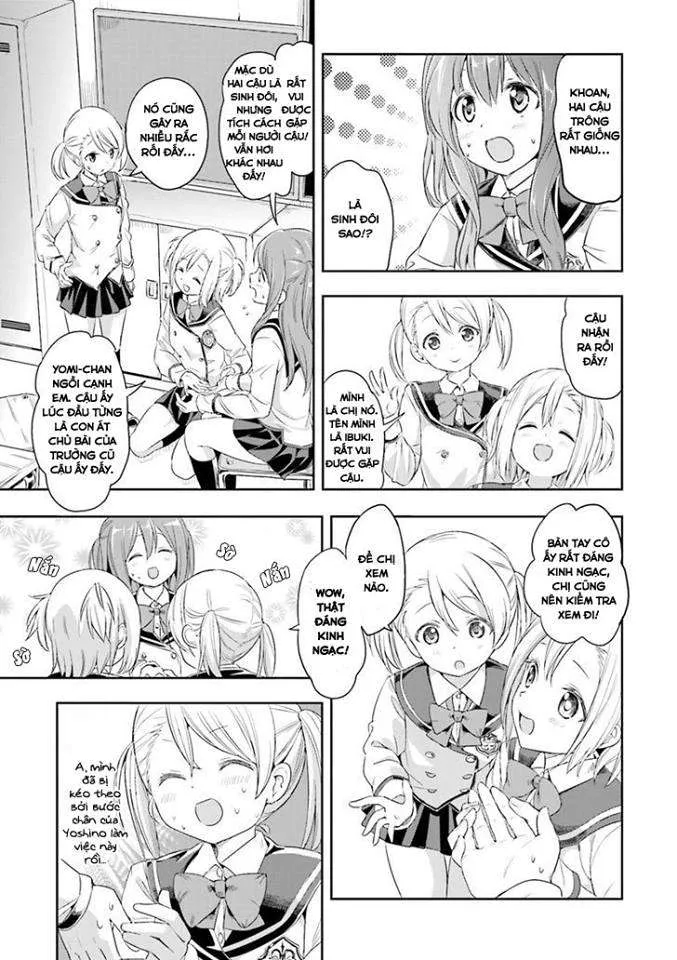 KHOAN,
HAI CẬU
TRÔNG
RẤT GIỐNG
NHAU...
LÀ
SINH ĐÔI
SAO!?
CẬU
NHẬN
RA RỒI
ĐẤY!
MÌNH
LÀ CHỊ NÓ.
TÊN MÌNH
LÀ IBUKI.
RẤT VUI
ĐƯỢC GẶP
CẬU.
MẶC DÙ
HAI CẬU LÀ RẤT
SINH ĐÔI, VUI
NHƯNG ĐƯỢC
TÍCH CÁCH GẶP
MỖI NGƯỜI CẬU!
VẪN HƠI
KHÁC NHAU
ĐẤY!
NÓ CŨNG
GÂY RA
NHIỀU RẮC
RỐI ĐẤY...
YOMI-CHAN
NGỒI CẠNH
EM. CẬU ẤY
LÚC ĐẦU TỪNG
LÀ CON ÁT
CHỦ BÀI CỦA
TRƯỜNG CŨ
CẬU ẤY ĐẤY.
BÀN TAY CÔ
ẤY RẤT ĐÁNG
KINH NGẠC,
CHỊ CŨNG
NÊN KIỂM TRA
XEM ĐI!
ĐỂ CHỊ
XEM NÀO.
WOW,
THẬT
ĐÁNG
KINH
NGẠC!
Nắn
Sờ
Nắn
Sờ
A, mình
đã bị
kéo theo
bởi bước
chân của
Yoshino làm
việc này
rồi...